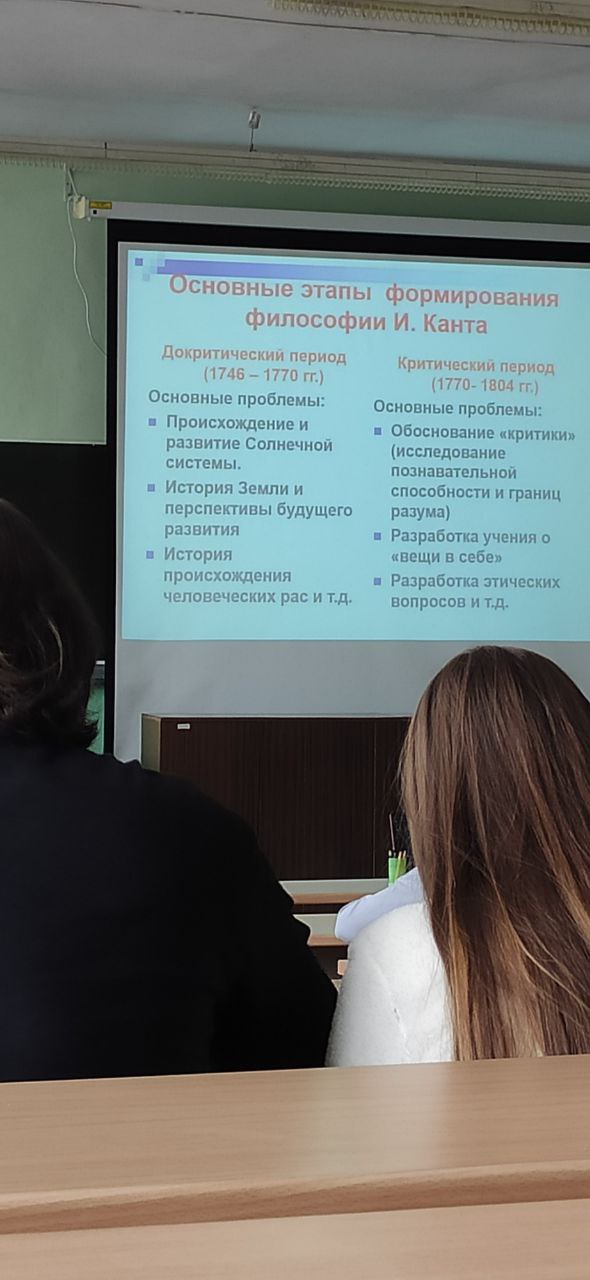 Основные этапы формирования
философии И. Канта
Докритический период
(1746 – 1770 гг.)
Основные проблемы:
Происхождение и
развитие Солнечной
системы.
История Земли и
перспективы будущего
развития
История
происхождения
человеческих рас и т.д.
Критический период
(1770- 1804 гг.)
Основные проблемы:
Обоснование «критики»
(исследование
познавательной
способности и границ
разума)
Разработка учения о
«вещи в себе»
Разработка этических
вопросов и т.д.